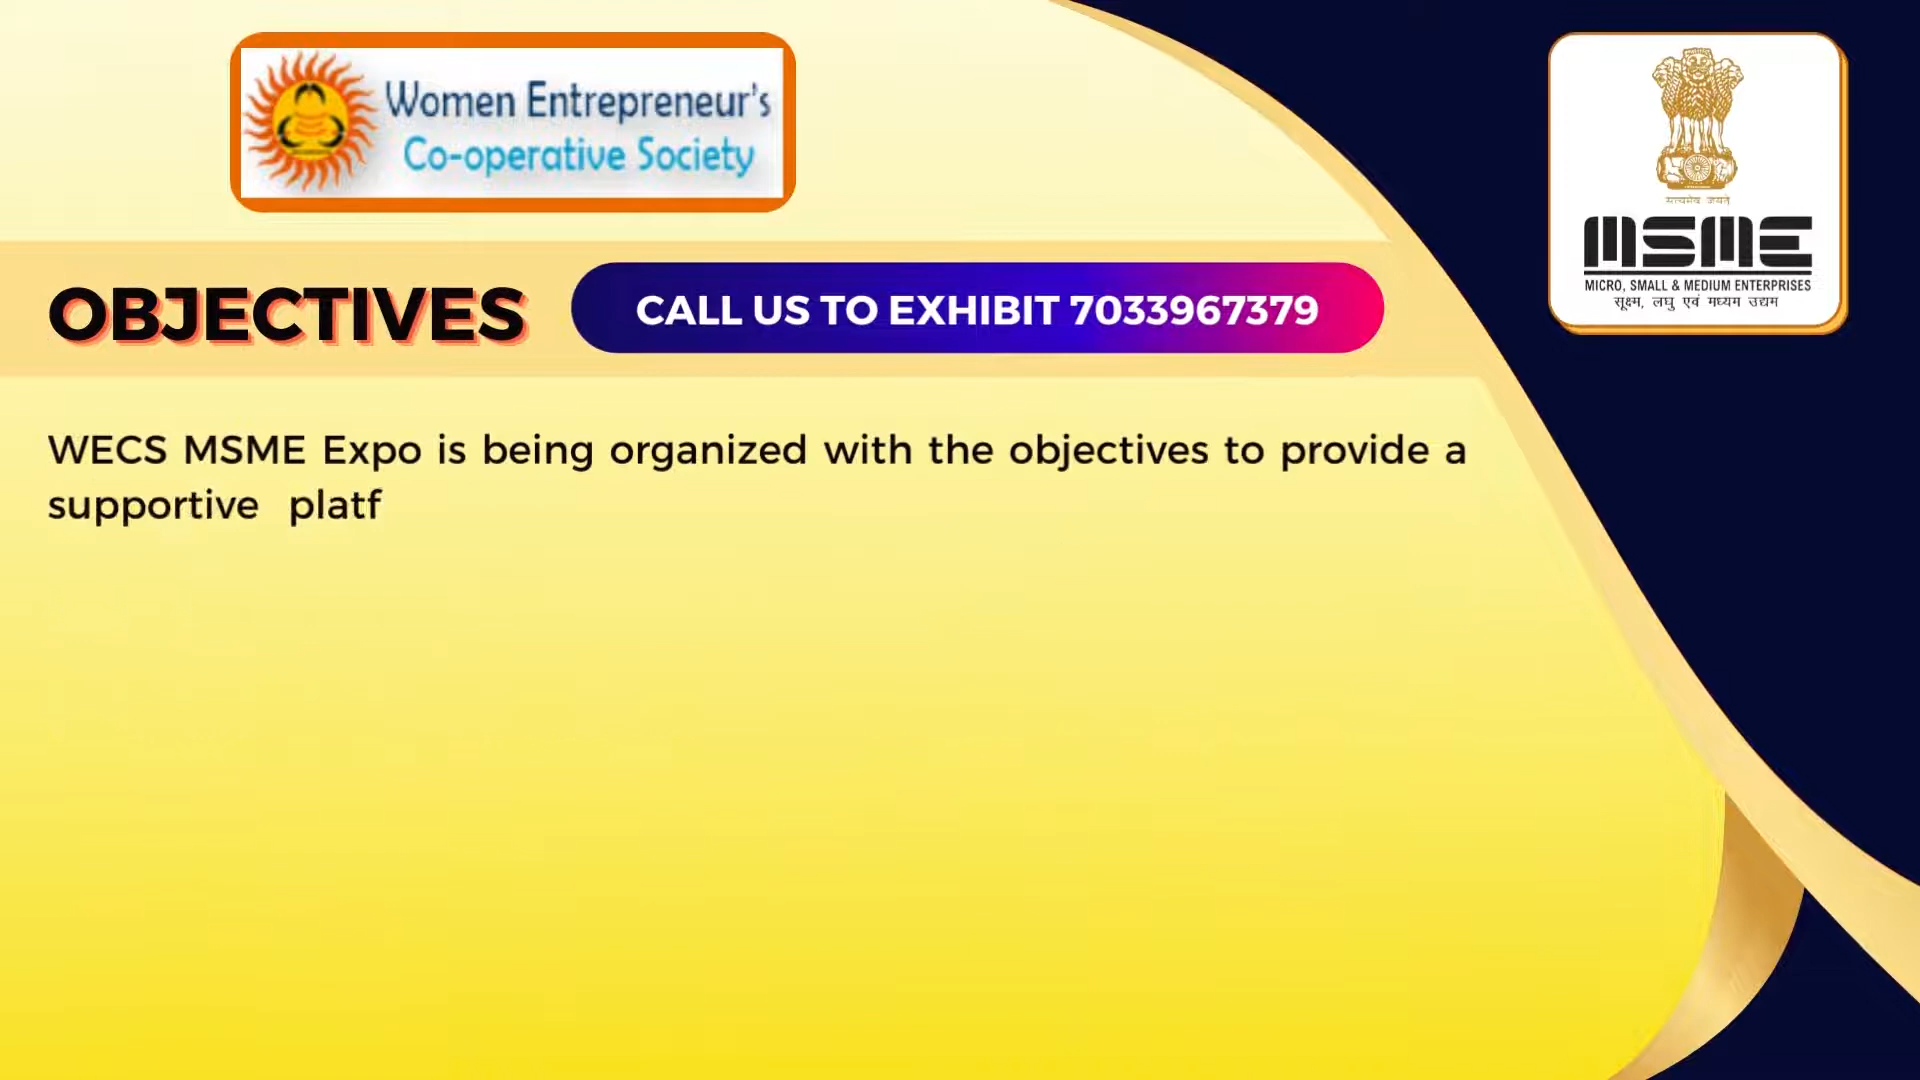 Women Entrepreneur's
Co-operative Society
सत्यमेव जयते
MSME
MICRO, SMALL & MEDIUM ENTERPRISES
सूक्ष्म, लघु एवं मध्यम उद्यम
OBJECTIVES
CALL US TO EXHIBIT 7033967379
WECS MSME Expo is being organized with the objectives to provide a
supportive platf